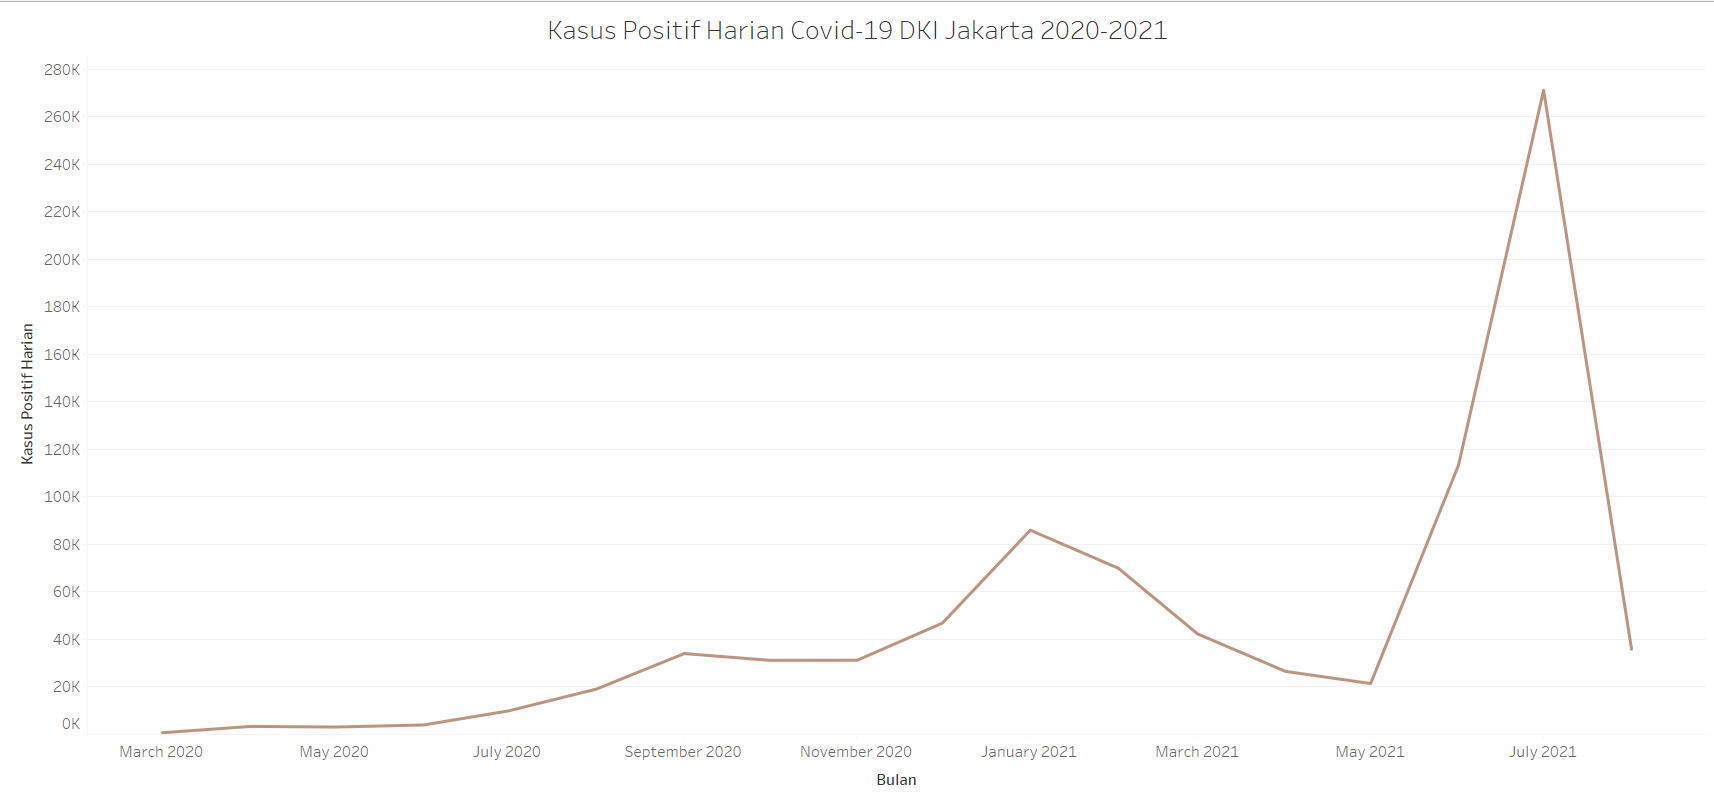 Kasus Positif Harian Covid-19 DKI Jakarta 2020-2021
280K
260K
240K
220K
200K
180K
160K
140K
120K
100K
80K
60K
40K
20K
0K
Kasus Positif Harian
March 2020 May 2020 July 2020 September 2020 November 2020 January 2021 March 2021 May 2021 July 2021
Bulan